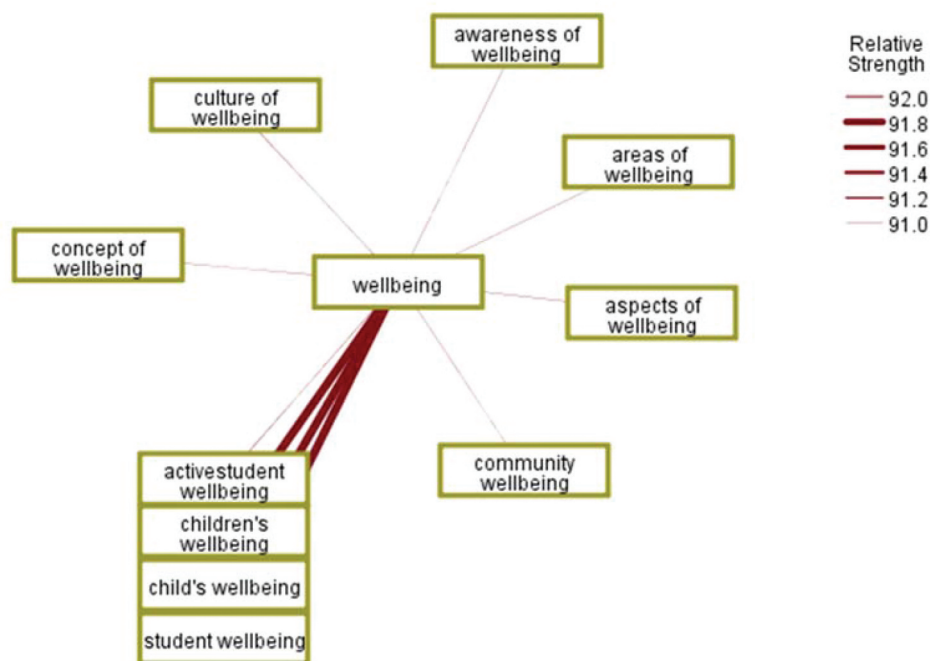 awareness of
wellbeing
Relative
Strength
92.0
91.8
91.6
91.4
91.2
91.0
culture of
wellbeing
areas of
wellbeing
concept of
wellbeing
wellbeing
aspects of
wellbeing
activestudent
wellbeing
children's
wellbeing
child's wellbeing
student wellbeing
community
wellbeing